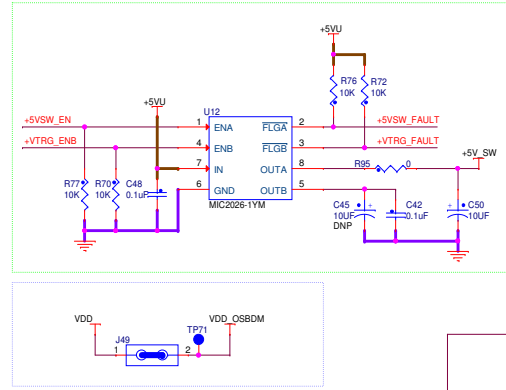 +5VU
R76
10K
R72
10K
+5VU
U12
+5VSW_EN
1
ENA
FLGA
2
+5VSW_FAULT
+VTRG_ENB
4
ENB
FLGB
3
+VTRG_FAULT
7
IN
OUTA
8
R95
0
+5V_SW
6
GND
OUTB
5
MIC2026-1YM
R77
10K
R70
10K
C48
0.1uF
C45
10UF
DNP
C42
0.1uF
C50
10UF
VDD
TP71
VDD_OSBDM
J49
1
2